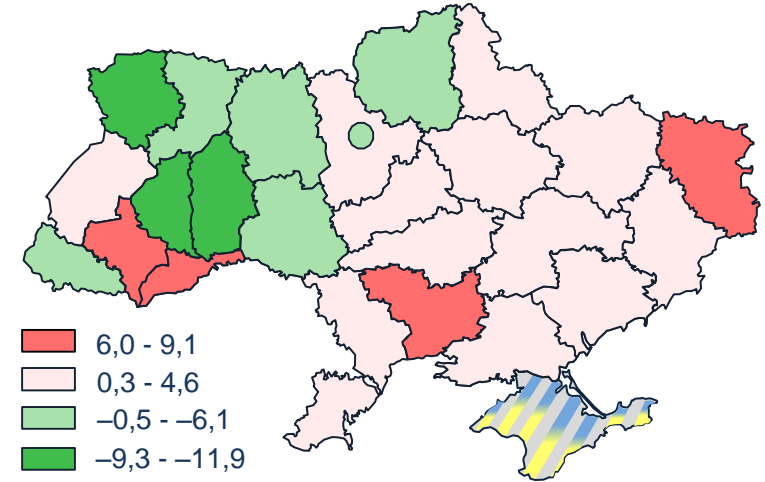 6,0 - 9,1
0,3 - 4,6
–0,5 - –6,1
–9,3 - –11,9